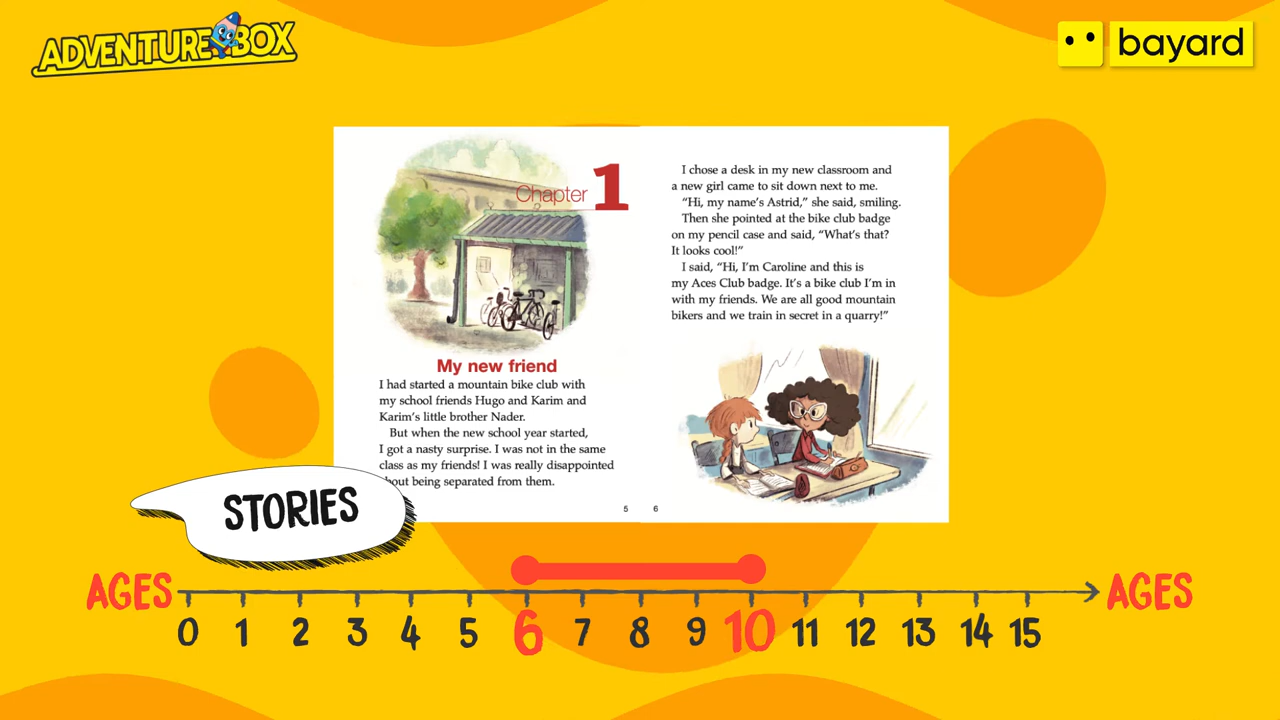 ADVENTURE BOX
bayard
Chapter 1
My new friend
I had started a mountain bike club with
my school friends Hugo and Karim and
Karim's little brother Nader.
But when the new school year started,
I got a nasty surprise. I was not in the same
class as my friends! I was really disappointed
about being separated from them.
5
I chose a desk in my new classroom and
a new girl came to sit down next to me.
“Hi, my name's Astrid,” she said, smiling.
Then she pointed at the bike club badge
on my pencil case and said, “What's that?
It looks cool!”
I said, “Hi, I'm Caroline and this is
my Aces Club badge. It's a bike club I'm in
with my friends. We are all good mountain
bikers and we train in secret in a quarry!”
6
STORIES
AGES
0 1 2 3 4 5 6 7 8 9 10 11 12 13 14 15
AGES